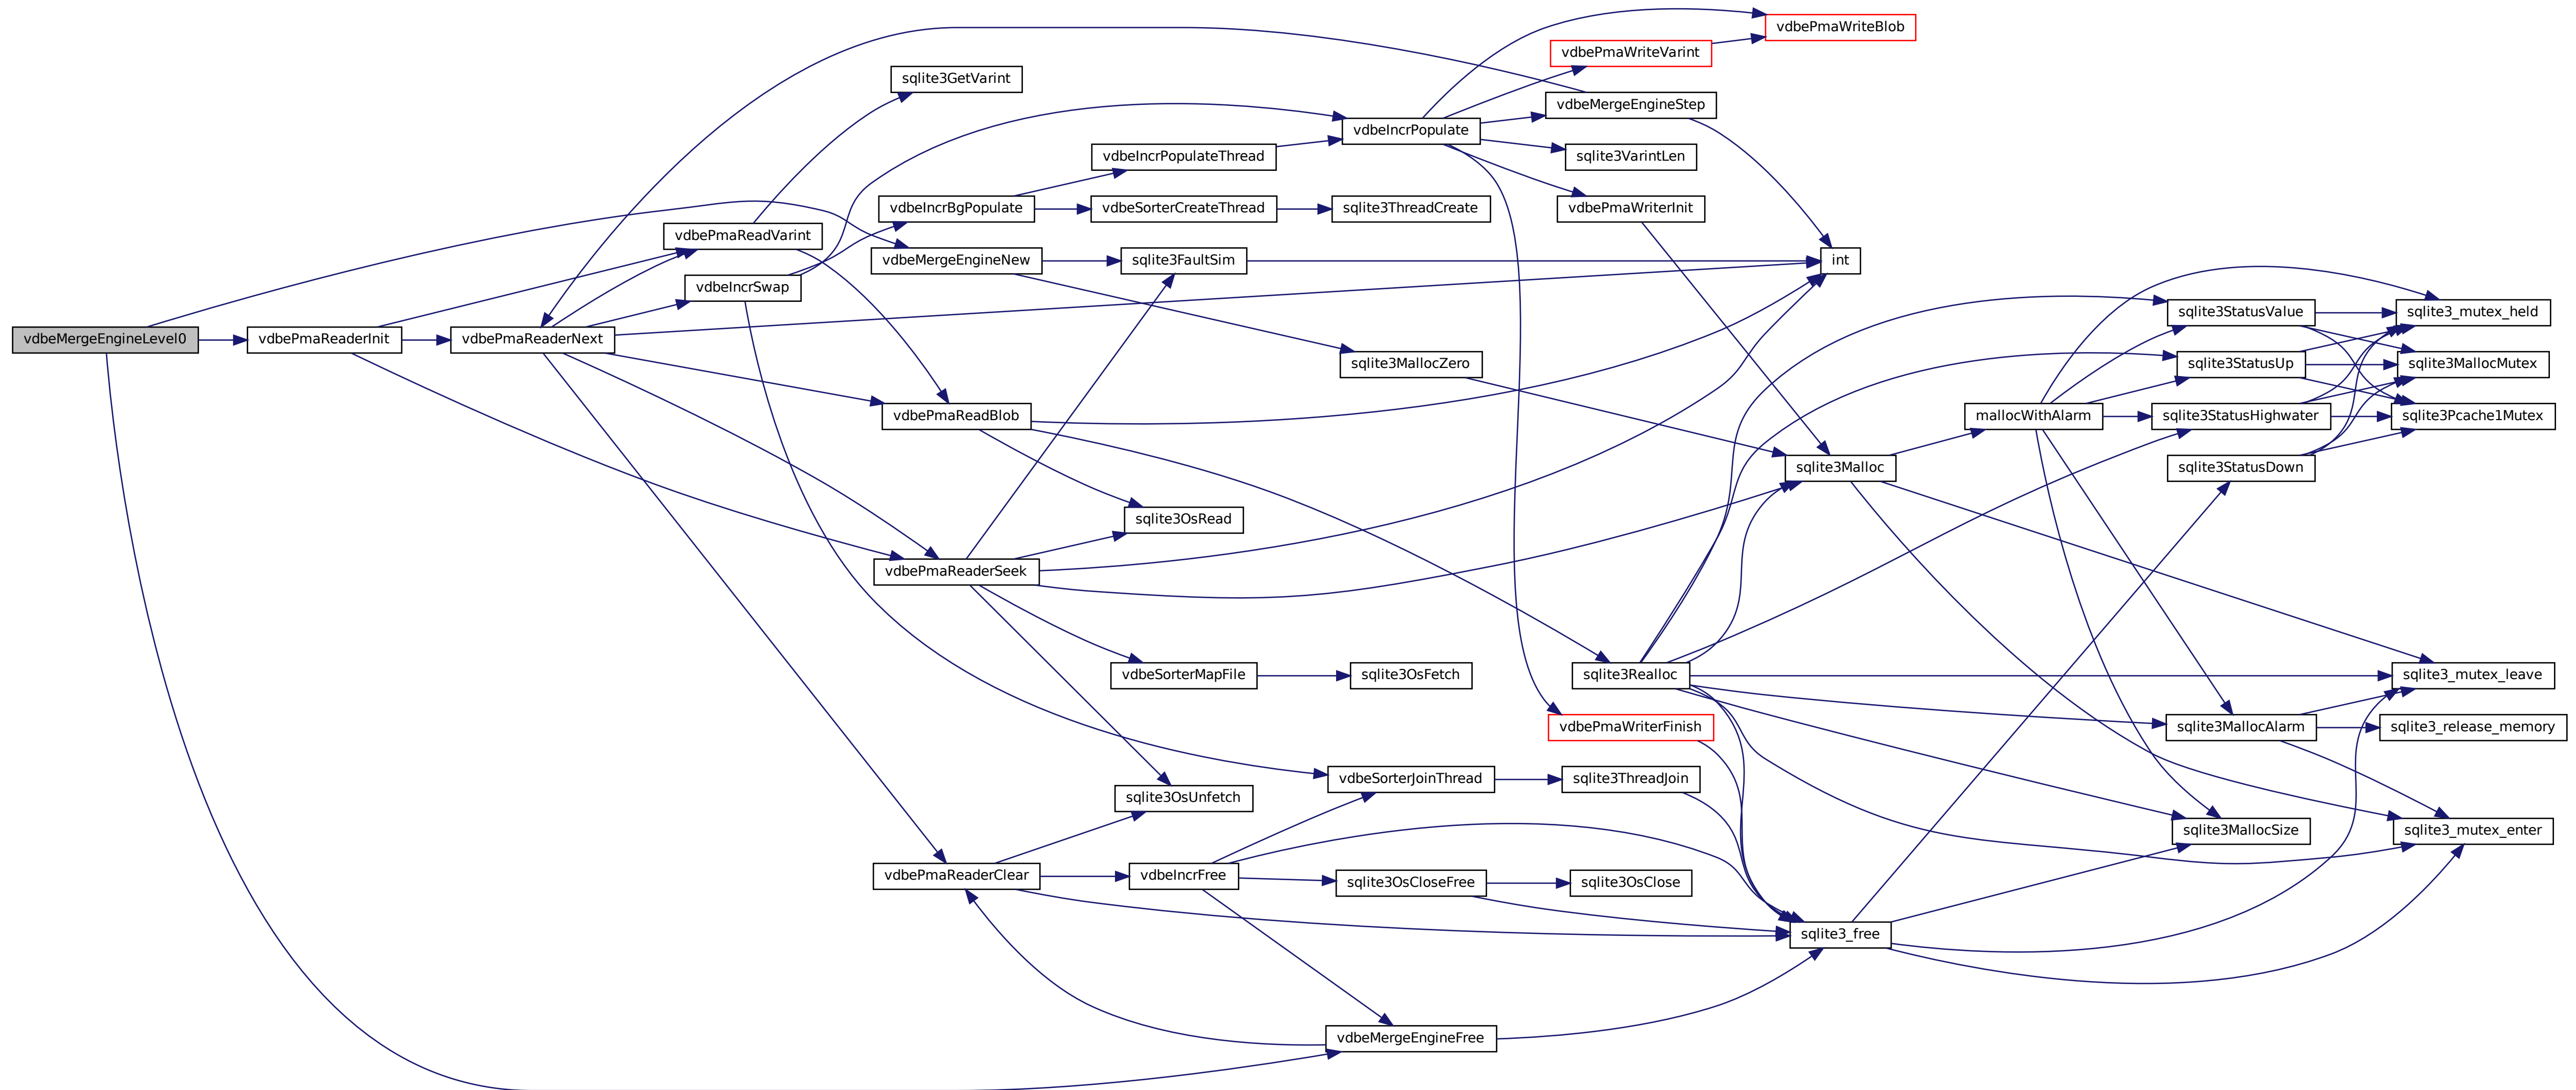 vdbeMergeEngineLevel0
vdbePmaReaderInit
vdbePmaReaderNext
vdbePmaReadVarint
vdbeIncrSwap
sqlite3GetVarint
vdbeIncrBgPopulate
vdbeMergeEngineNew
vdbePmaReadBlob
vdbePmaReaderSeek
vdbePmaReaderClear
vdbeIncrPopulateThread
vdbeSorterCreateThread
sqlite3FaultSim
sqlite3OsRead
vdbeSorterMapFile
sqlite3OsUnfetch
vdbeIncrFree
vdbeIncrPopulate
sqlite3ThreadCreate
sqlite3MallocZero
sqlite3OsFetch
vdbeSorterJoinThread
sqlite3OsCloseFree
vdbeMergeEngineFree
vdbePmaWriteVarint
vdbeMergeEngineStep
sqlite3VarintLen
vdbePmaWriterInit
sqlite3Realloc
vdbePmaWriterFinish
sqlite3ThreadJoin
sqlite3OsClose
vdbePmaWriteBlob
int
sqlite3Malloc
sqlite3_free
mallocWithAlarm
sqlite3StatusValue
sqlite3StatusUp
sqlite3StatusHighwater
sqlite3StatusDown
sqlite3MallocAlarm
sqlite3MallocSize
sqlite3_mutex_held
sqlite3MallocMutex
sqlite3Pcache1Mutex
sqlite3_mutex_leave
sqlite3_release_memory
sqlite3_mutex_enter